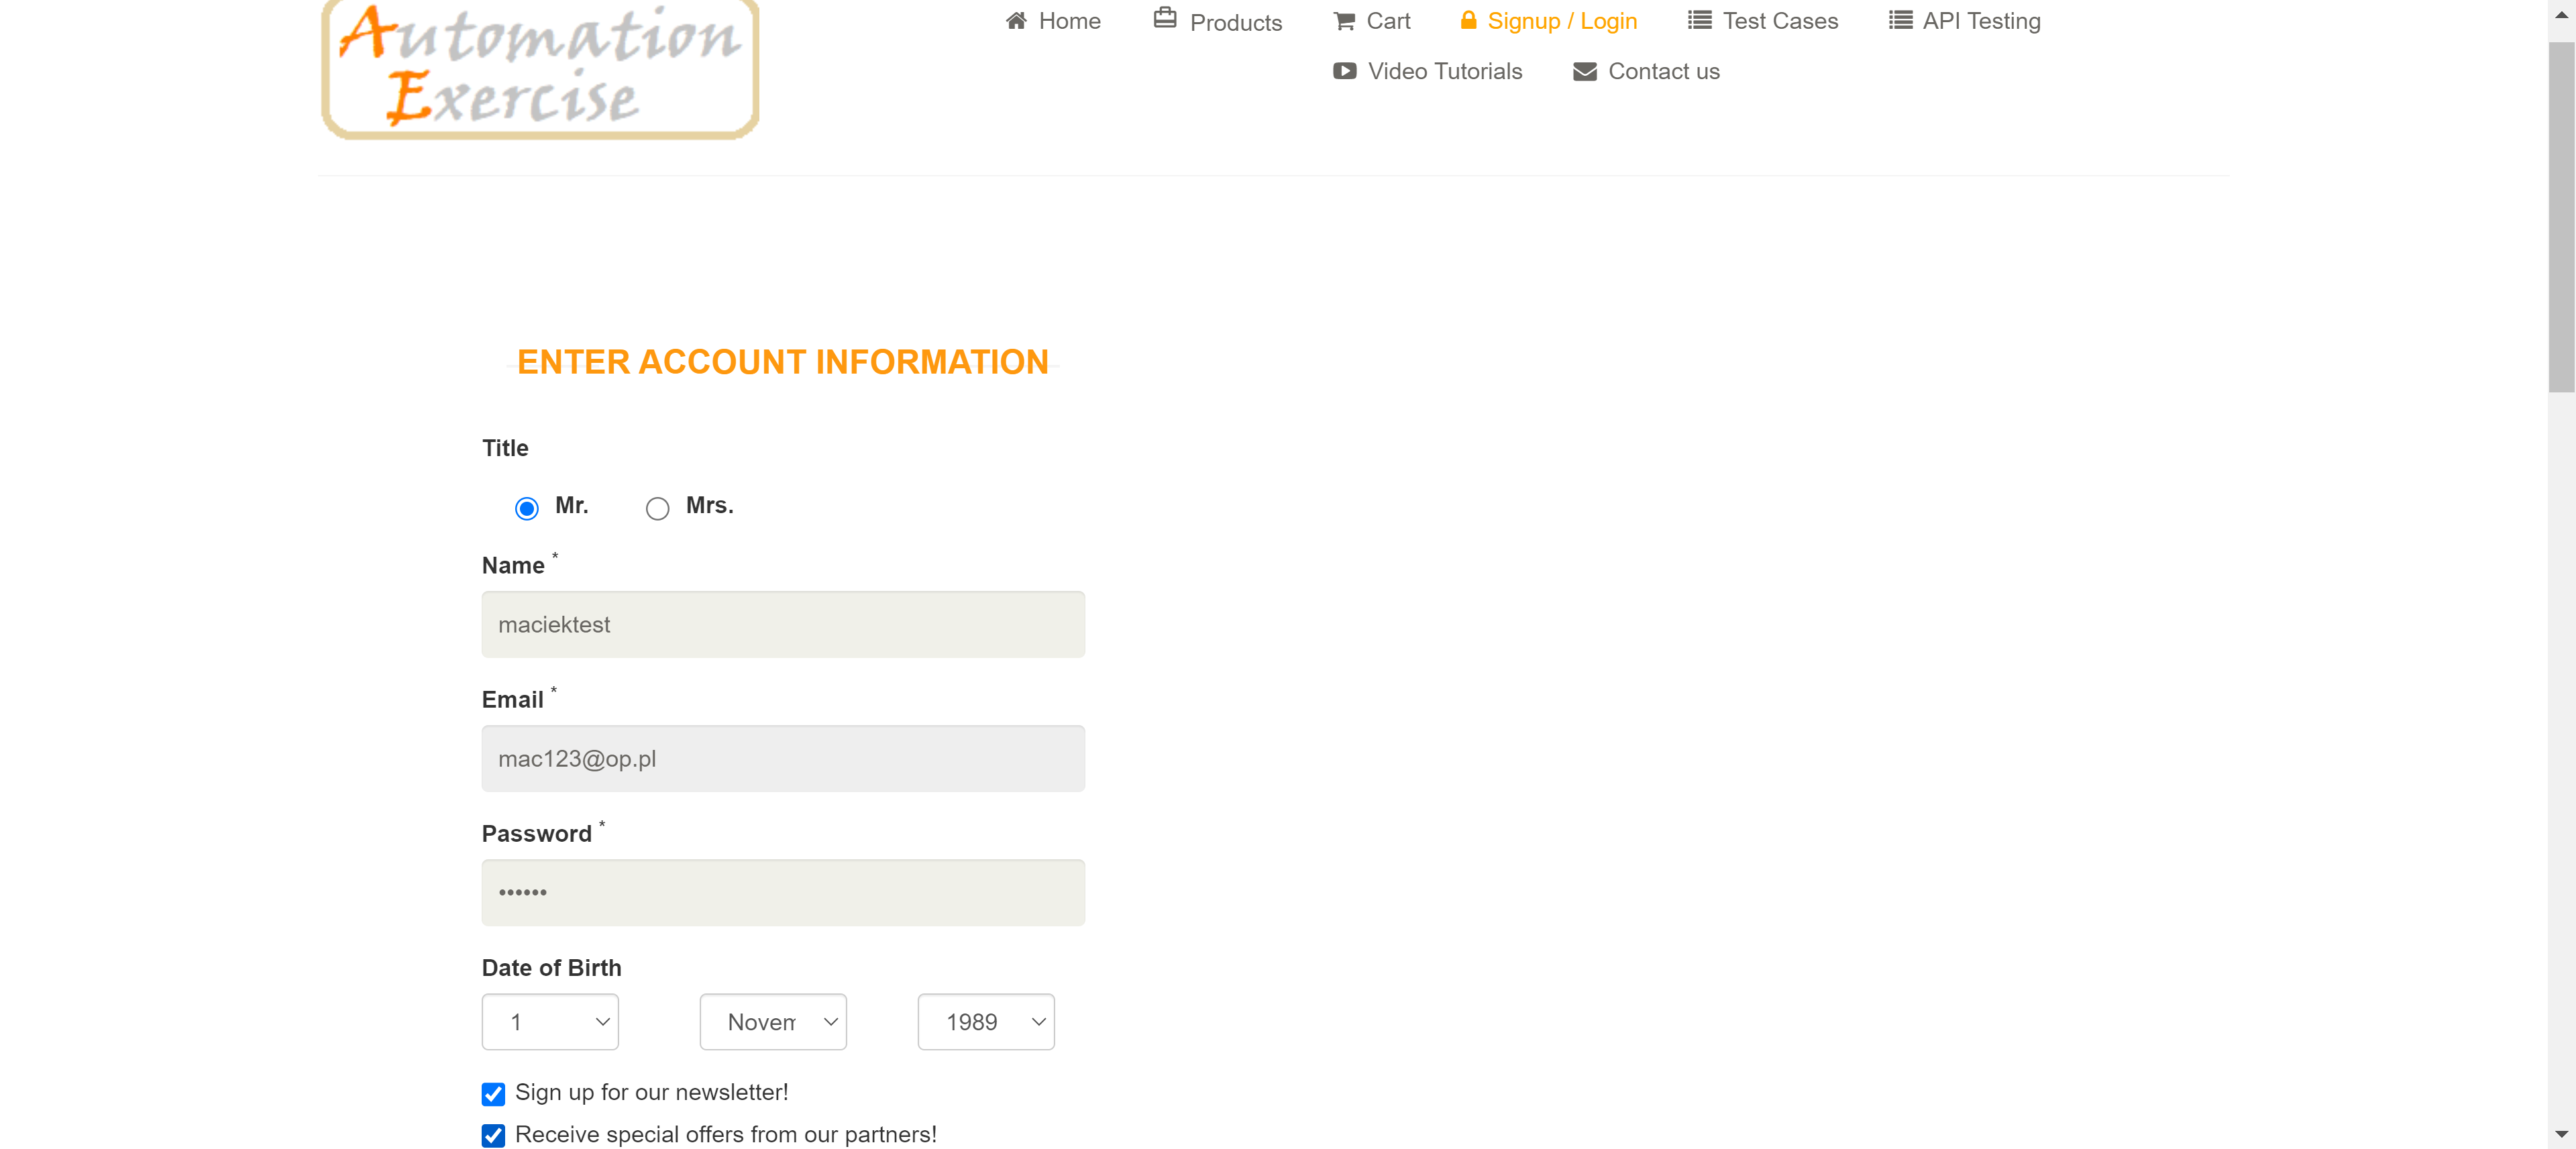 Automation
Exercise
Home Products Cart Signup / Login Test Cases API Testing
Video Tutorials Contact us
ENTER ACCOUNT INFORMATION
Title
Mr. Mrs.
Name *
maciektest
Email *
mac123@op.pl
Password *
••••••
Date of Birth
1 Novem 1989
Sign up for our newsletter!
Receive special offers from our partners!